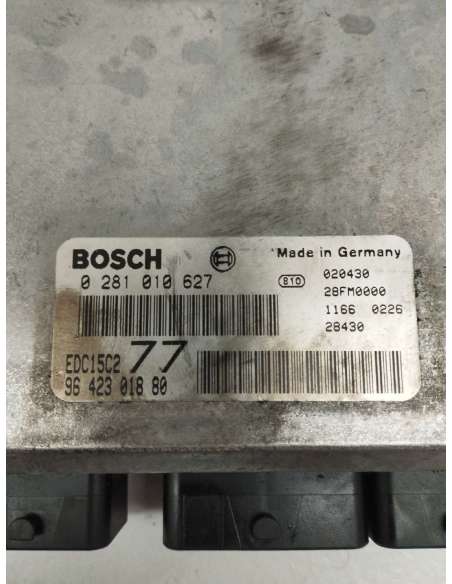 BOSCH
Made in Germany
0 281 010 627
810
020430
28FM0000
1166 0226
28430
EDC15C2 77
96 423 018 80